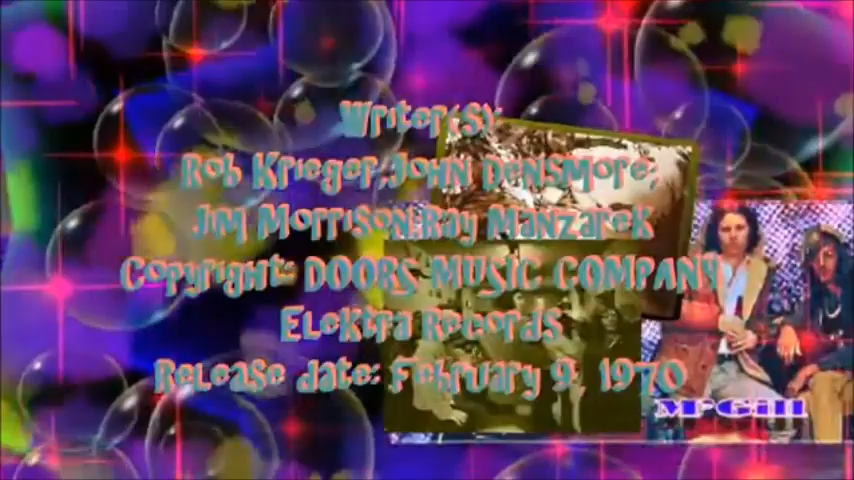 Writer(s):
Rob Krieger;John Densmore;
Jim Morrison;Ray Manzarek
Copyright: DOORS MUSIC COMPANY
Elektra Records
Release date: February 9, 1970
MPGill